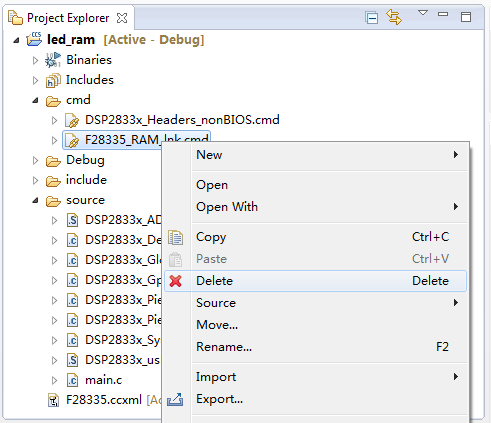 Project Explorer
led_ram [Active - Debug]
Binaries
Includes
cmd
DSP2833x_Headers_nonBIOS.cmd
F28335_RAM_lnk.cmd
Debug
include
source
DSP2833x_AD
DSP2833x_De
DSP2833x_Glo
DSP2833x_Gp
DSP2833x_Pie
DSP2833x_Pie
DSP2833x_Sy
DSP2833x_us
main.c
F28335.ccxml [Ac
New
Open
Open With
Copy Ctrl+C
Paste Ctrl+V
Delete Delete
Source
Move...
Rename... F2
Import
Export...